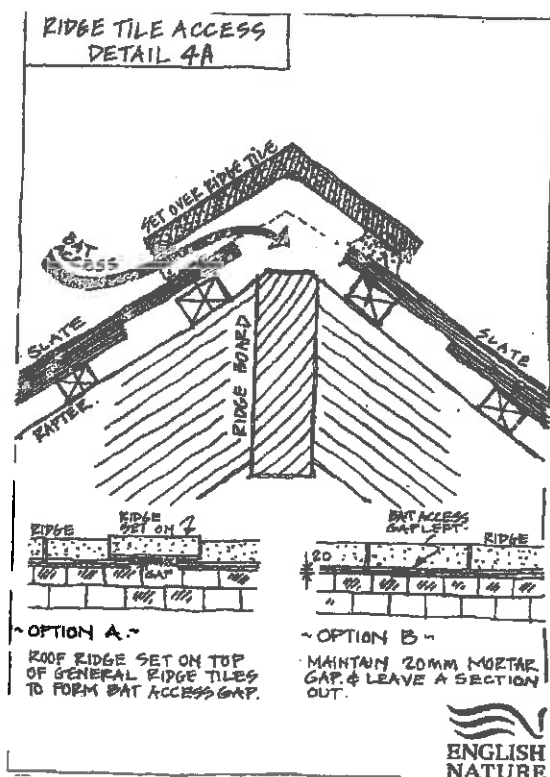 RIDGE TILE ACCESS
DETAIL 4A
SET OVER RIDGE TILE
BAT
ACCESS
SLATE
RAFTER.
RIDGE BOARD
SLATE
RIDGE
RIDGE
SET ON
GAP
BAT ACCESS
GAP LEFT.
RIDGE
20
~ OPTION A.~
ROOF RIDGE SET ON TOP
OF GENERAL RIDGE TILES
TO FORM BAT ACCESS GAP.
~ OPTION B ~
MAINTAIN 20MM MORTAR
GAP. & LEAVE A SECTION
OUT.
ENGLISH
NATURE